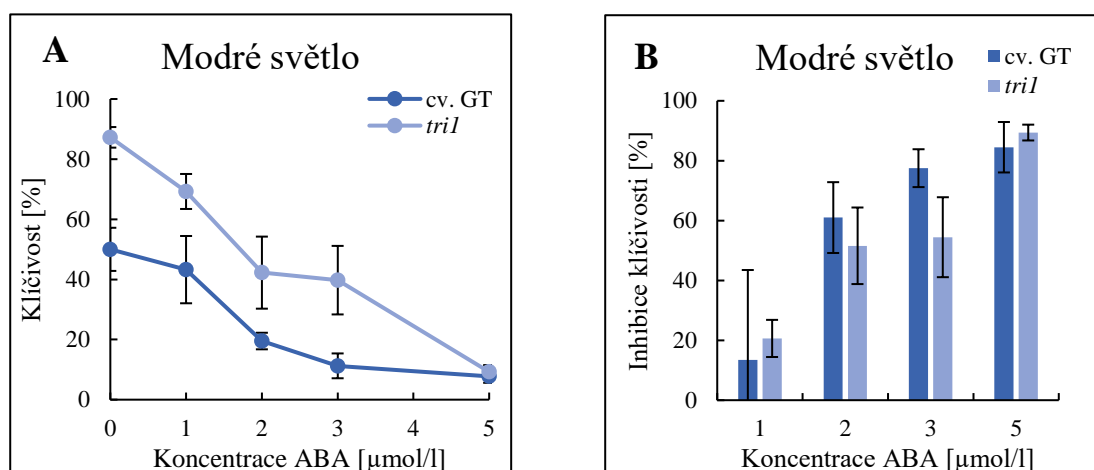 A
Modré světlo
cv. GT
tri1
Klíčivost [%]
100
80
60
40
20
0
0 1 2 3 4 5
Koncentrace ABA [µmol/l]
B
Modré světlo
cv. GT
tri1
Inhibice klíčivosti [%]
100
80
60
40
20
0
1 2 3 5
Koncentrace ABA [µmol/l]